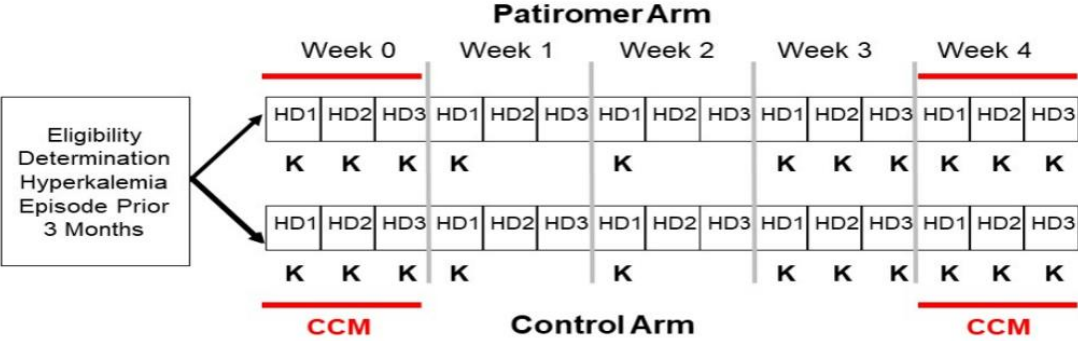 Patiromer Arm
Week 0 Week 1 Week 2 Week 3 Week 4
HD1 HD2 HD3 HD1 HD2 HD3 HD1 HD2 HD3 HD1 HD2 HD3 HD1 HD2 HD3
K K K K K K K K K K K
Eligibility
Determination
Hyperkalemia
Episode Prior
3 Months
HD1 HD2 HD3 HD1 HD2 HD3 HD1 HD2 HD3 HD1 HD2 HD3 HD1 HD2 HD3
K K K K K K K K K K K
CCM Control Arm CCM